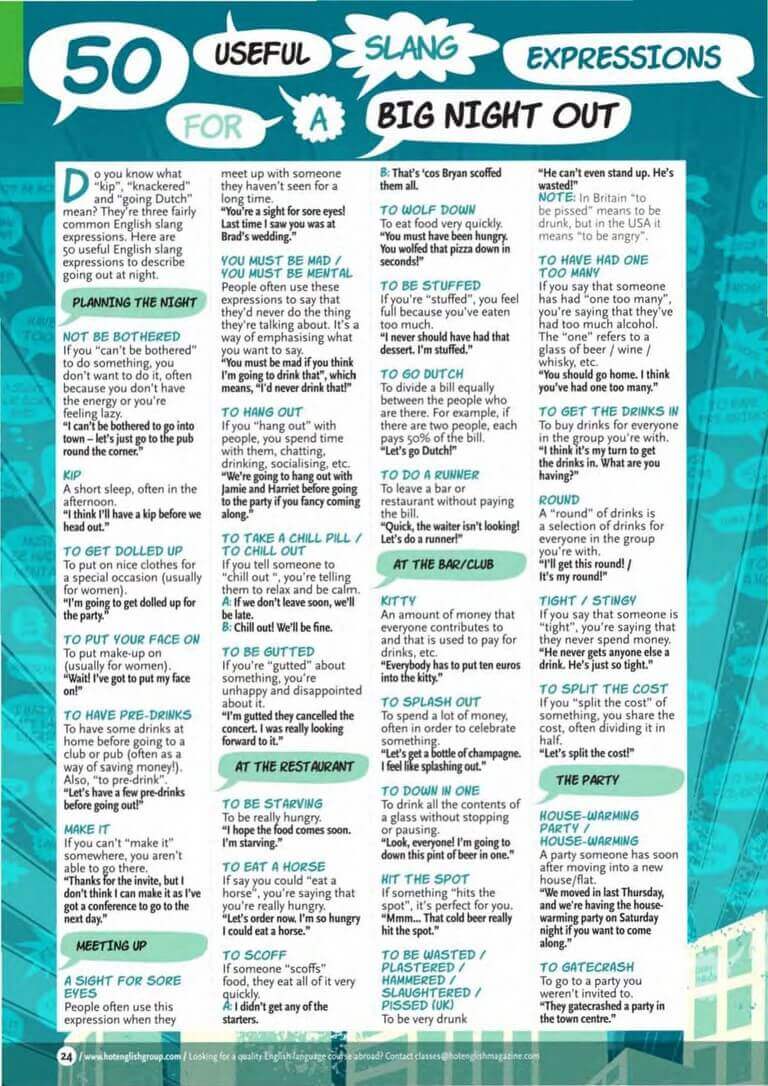 50 USEFUL SLANG EXPRESSIONS
FOR A BIG NIGHT OUT
Do you know what
"kip", "knackered"
and "going Dutch"
mean? They're three fairly
common English slang
expressions. Here are
50 useful English slang
expressions to describe
going out at night.
PLANNING THE NIGHT
NOT BE BOTHERED
If you "can't be bothered"
to do something, you
don't want to do it, often
because you don't have
the energy or you're
feeling lazy.
"I can't be bothered to go into
town – let's just go to the pub
round the corner."
KIP
A short sleep, often in the
afternoon.
"I think I'll have a kip before we
head out."
TO GET DOLLED UP
To put on nice clothes for
a special occasion (usually
for women).
"I'm going to get dolled up for
the party."
TO PUT YOUR FACE ON
To put make-up on
(usually for women).
"Wait! I've got to put my face
on!"
TO HAVE PRE-DRINKS
To have some drinks at
home before going to a
club or pub (often as a
way of saving money!).
Also, "to pre-drink".
"Let's have a few pre-drinks
before going out!"
MAKE IT
If you can't "make it"
somewhere, you aren't
able to go there.
"Thanks for the invite, but I
don't think I can make it as I've
got a conference to go to the
next day."
MEETING UP
A SIGHT FOR SORE
EYES
People often use this
expression when they
meet up with someone
they haven't seen for a
long time.
"You're a sight for sore eyes!
Last time I saw you was at
Brad's wedding."
YOU MUST BE MAD /
YOU MUST BE MENTAL
People often use these
expressions to say that
they'd never do the thing
they're talking about. It's a
way of emphasising what
you want to say.
"You must be mad if you think
I'm going to drink that", which
means, "I'd never drink that!"
TO HANG OUT
If you "hang out" with
people, you spend time
with them, chatting,
drinking, socialising, etc.
"We're going to hang out with
Jamie and Harriet before going
to the party if you fancy coming
along."
TO TAKE A CHILL PILL /
TO CHILL OUT
If you tell someone to
"chill out ", you're telling
them to relax and be calm.
A: If we don't leave soon, we'll
be late.
B: Chill out! We'll be fine.
TO BE GUTTED
If you're "gutted" about
something, you're
unhappy and disappointed
about it.
"I'm gutted they cancelled the
concert. I was really looking
forward to it."
AT THE RESTAURANT
TO BE STARVING
To be really hungry.
"I hope the food comes soon.
I'm starving."
TO EAT A HORSE
If say you could "eat a
horse", you're saying that
you're really hungry.
"Let's order now. I'm so hungry
I could eat a horse."
TO SCOFF
If someone "scoffs"
food, they eat all of it very
quickly.
A: I didn't get any of the
starters.
B: That's 'cos Bryan scoffed
them all.
TO WOLF DOWN
To eat food very quickly.
"You must have been hungry.
You wolfed that pizza down in
seconds!"
TO BE STUFFED
If you're "stuffed", you feel
full because you've eaten
too much.
"I never should have had that
dessert. I'm stuffed."
TO GO DUTCH
To divide a bill equally
between the people who
are there. For example, if
there are two people, each
pays 50% of the bill.
"Let's go Dutch!"
TO DO A RUNNER
To leave a bar or
restaurant without paying
the bill.
"Quick, the waiter isn't looking!
Let's do a runner!"
AT THE BAR/CLUB
KITTY
An amount of money that
everyone contributes to
and that is used to pay for
drinks, etc.
"Everybody has to put ten euros
into the kitty."
TO SPLASH OUT
To spend a lot of money,
often in order to celebrate
something.
"Let's get a bottle of champagne.
I feel like splashing out."
TO DOWN IN ONE
To drink all the contents of
a glass without stopping
or pausing.
"Look, everyone! I'm going to
down this pint of beer in one."
HIT THE SPOT
If something "hits the
spot", it's perfect for you.
"Mmm... That cold beer really
hit the spot."
TO BE WASTED /
PLASTERED /
HAMMERED /
SLAUGHTERED /
PISSED (UK)
To be very drunk
"He can't even stand up. He's
wasted!"
NOTE: In Britain "to
be pissed" means to be
drunk, but in the USA it
means "to be angry".
TO HAVE HAD ONE
TOO MANY
If you say that someone
has had "one too many",
you're saying that they've
had too much alcohol.
The "one" refers to a
glass of beer / wine /
whisky, etc.
"You should go home. I think
you've had one too many."
TO GET THE DRINKS IN
To buy drinks for everyone
in the group you're with.
"I think it's my turn to get
the drinks in. What are you
having?"
ROUND
A "round" of drinks is
a selection of drinks for
everyone in the group
you're with.
"I'll get this round! /
It's my round!"
TIGHT / STINGY
If you say that someone is
"tight", you're saying that
they never spend money.
"He never gets anyone else a
drink. He's just so tight."
TO SPLIT THE COST
If you "split the cost" of
something, you share the
cost, often dividing it in
half.
"Let's split the cost!"
THE PARTY
HOUSE-WARMING
PARTY /
HOUSE-WARMING
A party someone has soon
after moving into a new
house/flat.
"We moved in last Thursday,
and we're having the house-
warming party on Saturday
night if you want to come
along."
TO GATECRASH
To go to a party you
weren't invited to.
"They gatecrashed a party in
the town centre."
24 / www.hotenglishgroup.com / Looking for a quality English-language course abroad? Contact classes@hotenglishmagazine.com